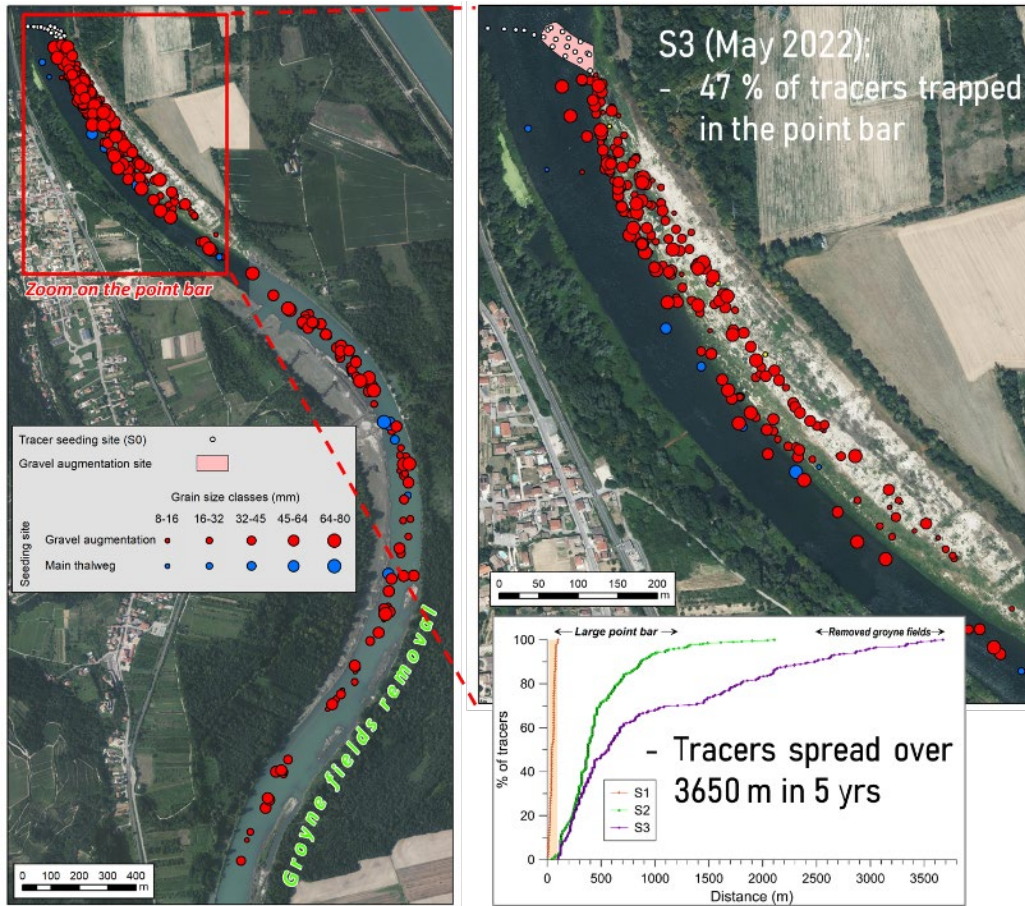 Zoom on the point bar
Tracer seeding site (S0)
Gravel augmentation site
Grain size classes (mm)
8-16 16-32 32-45 45-64 64-80
Seeding site
Gravel augmentation
Main thalweg
Groyne fields removal
0 100 200 300 400
m
S3 (May 2022):
- 47 % of tracers trapped
in the point bar
0 50 100 150 200
m
Large point bar
Removed groyne fields
% of tracers
100
80
60
40
20
0
- Tracers spread over
3650 m in 5 yrs
S1
S2
S3
0 500 1000 1500 2000 2500 3000 3500
Distance (m)